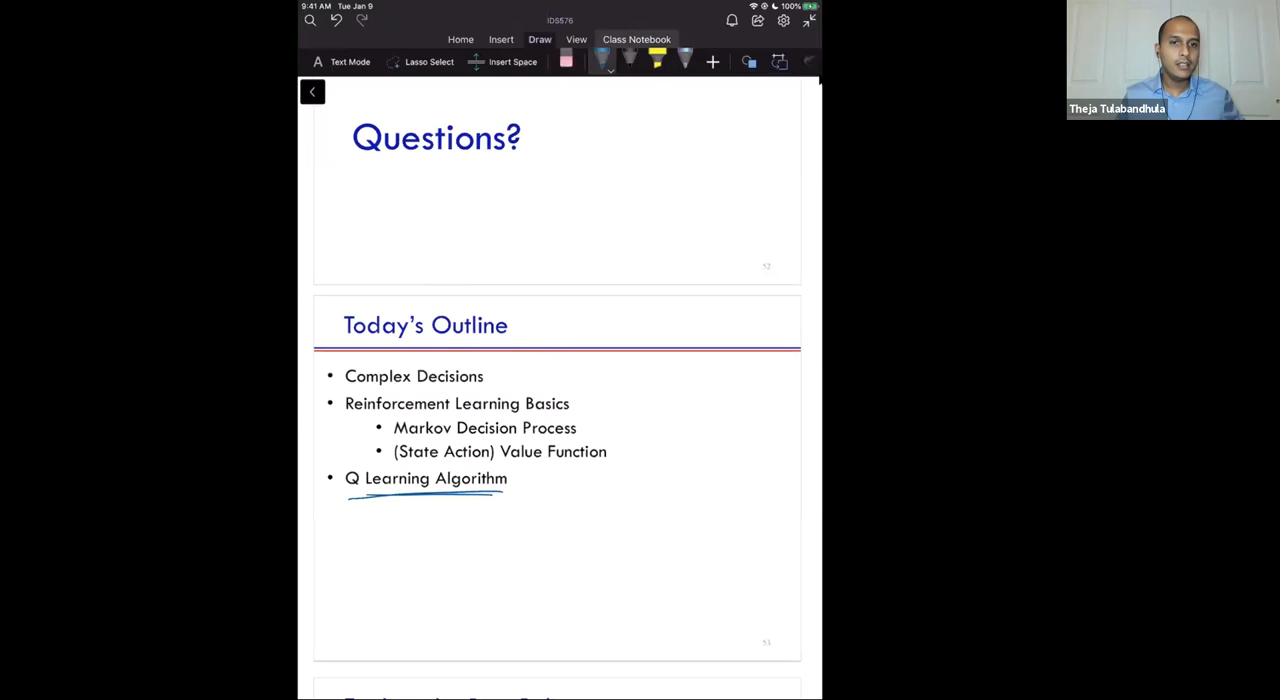 9:41 AM Tue Jan 9
100%
IDS576
Home Insert Draw View Class Notebook
Text Mode Lasso Select Insert Space
Questions?
52
Today's Outline
• Complex Decisions
• Reinforcement Learning Basics
• Markov Decision Process
• (State Action) Value Function
• Q Learning Algorithm
53
Theja Tulabandhula